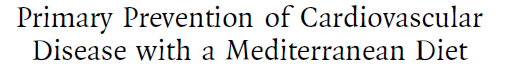 Primary Prevention of Cardiovascular
Disease with a Mediterranean Diet